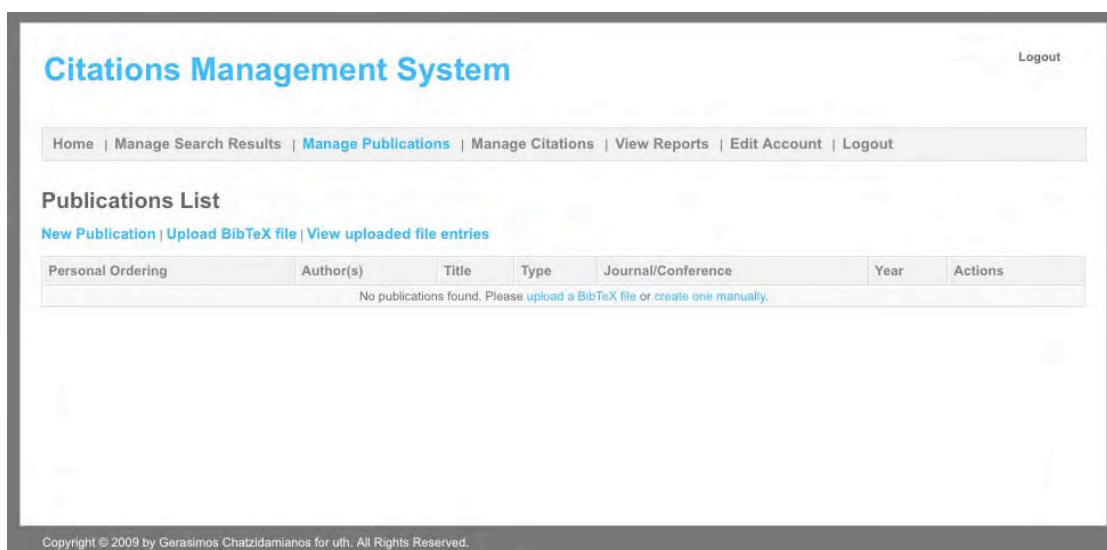 Citations Management System
Logout
Home | Manage Search Results | Manage Publications | Manage Citations | View Reports | Edit Account | Logout
Publications List
New Publication | Upload BibTeX file | View uploaded file entries
Personal Ordering Author(s) Title Type Journal/Conference Year Actions
No publications found. Please upload a BibTeX file or create one manually.
Copyright © 2009 by Gerasimos Chatzidamianos for uth. All Rights Reserved.